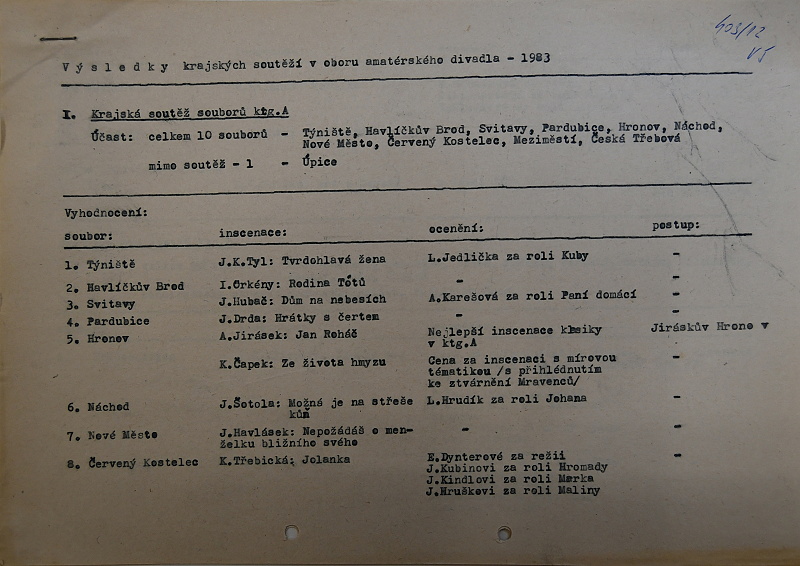 408/12
V5
Výsledky krajských soutěží v oboru amatérského divadla - 1983
I. Krajská soutěž souborů ktg.A
Účast: celkem 10 souborů - Týniště, Havlíčkův Brod, Svitavy, Pardubice, Hronov, Náchod,
Nové Město, Červený Kostelec, Meziměstí, Česká Třebová
mimo soutěž - 1 - Úpice
Vyhodnocení:
soubor: inscenace: ocenění: postup:
1. Týniště J.K.Tyl: Tvrdohlavá žena L.Jedlička za roli Kuby -
2. Havlíčkův Brod I.Örkény: Rodina Tótů - -
3. Svitavy J.Hubač: Dům na nebesích A.Karešová za roli Paní domácí -
4. Pardubice J.Drda: Hrátky s čertem - -
5. Hronov A.Jirásek: Jan Roháč Nejlepší inscenace klasiky Jiráskův Hronov
v ktg.A
K.Čapek: Ze života hmyzu Cena za inscenaci s mírovou -
tématikou /s přihlédnutím
ke ztvárnění Mravenců/
6. Náchod J.Šotola: Možná je na střeše L.Hrudík za roli Johana -
kůň
7. Nové Město J.Havlásek: Nepožádáš o man- - -
želku bližního svého
8. Červený Kostelec K.Třebická: Jolanka E.Dynterové za režii -
J.Kubinovi za roli Hromady
J.Kindlovi za roli Marka
J.Hruškovi za roli Maliny